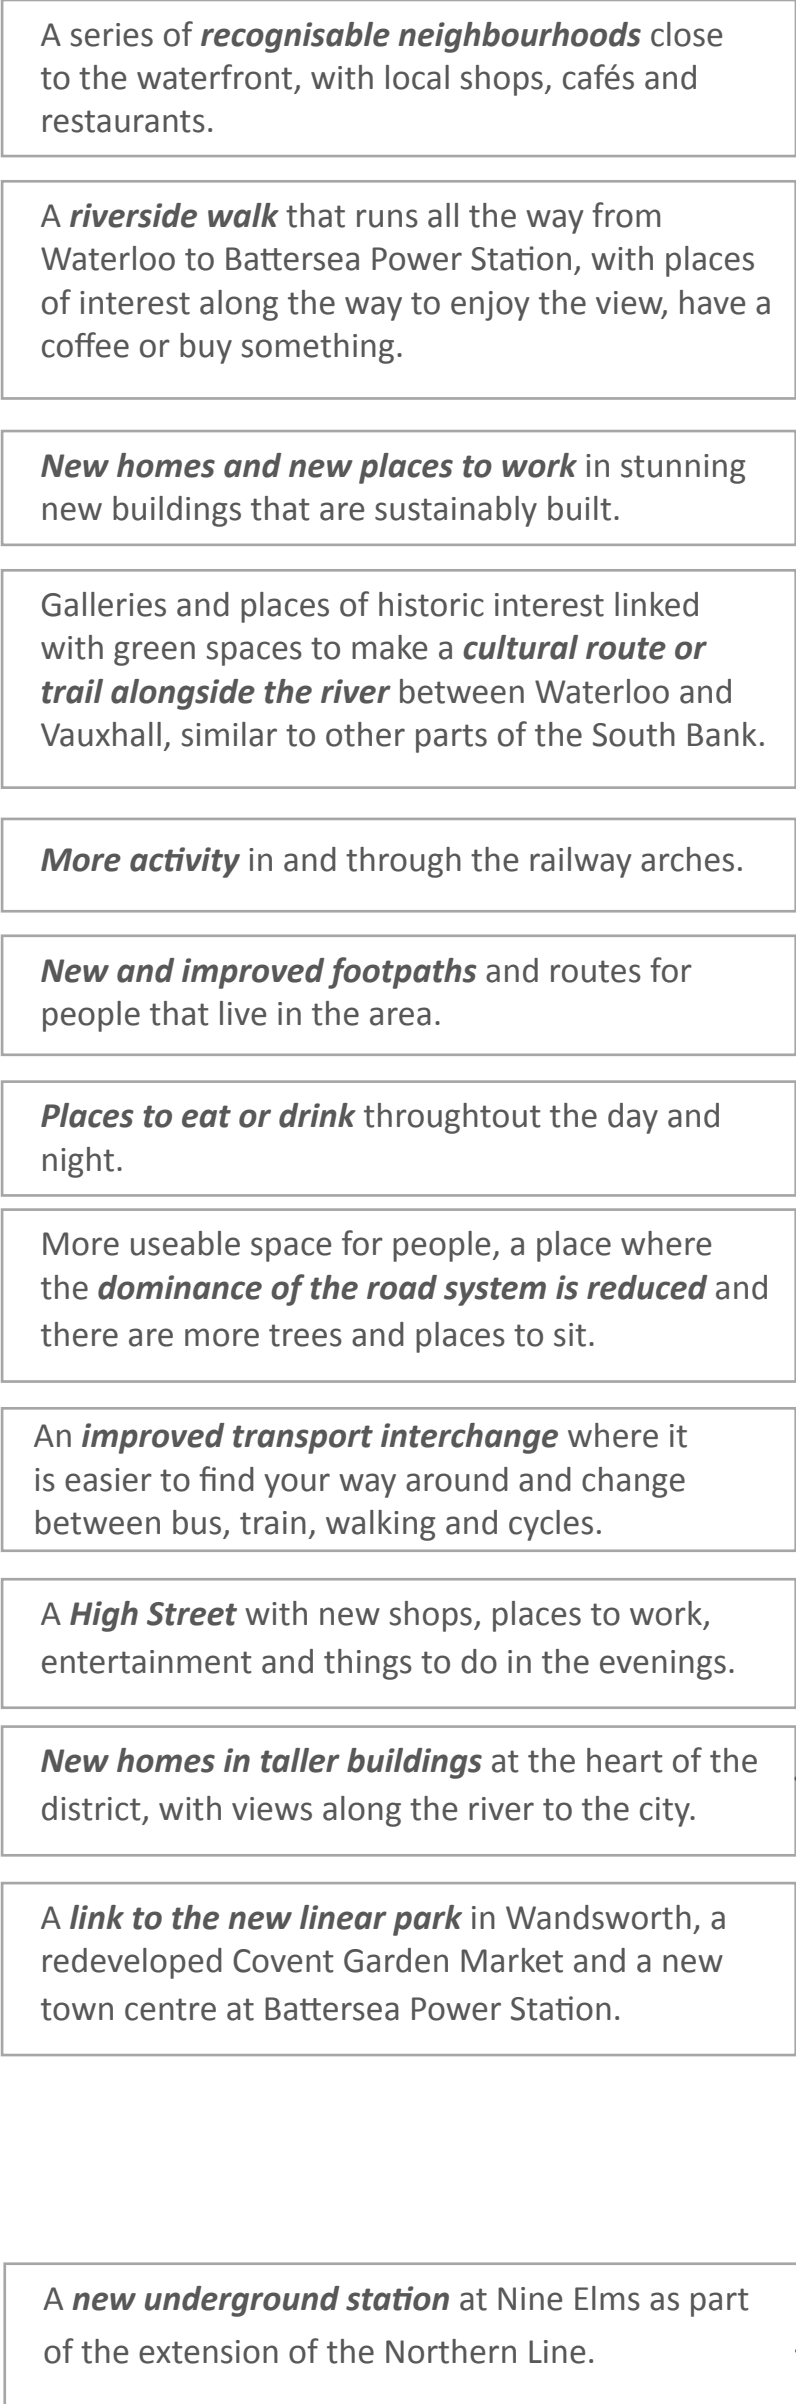 A series of recognisable neighbourhoods close
to the waterfront, with local shops, cafés and
restaurants.
A riverside walk that runs all the way from
Waterloo to Battersea Power Station, with places
of interest along the way to enjoy the view, have a
coffee or buy something.
New homes and new places to work in stunning
new buildings that are sustainably built.
Galleries and places of historic interest linked
with green spaces to make a cultural route or
trail alongside the river between Waterloo and
Vauxhall, similar to other parts of the South Bank.
More activity in and through the railway arches.
New and improved footpaths and routes for
people that live in the area.
Places to eat or drink throughtout the day and
night.
More useable space for people, a place where
the dominance of the road system is reduced and
there are more trees and places to sit.
An improved transport interchange where it
is easier to find your way around and change
between bus, train, walking and cycles.
A High Street with new shops, places to work,
entertainment and things to do in the evenings.
New homes in taller buildings at the heart of the
district, with views along the river to the city.
A link to the new linear park in Wandsworth, a
redeveloped Covent Garden Market and a new
town centre at Battersea Power Station.
A new underground station at Nine Elms as part
of the extension of the Northern Line.